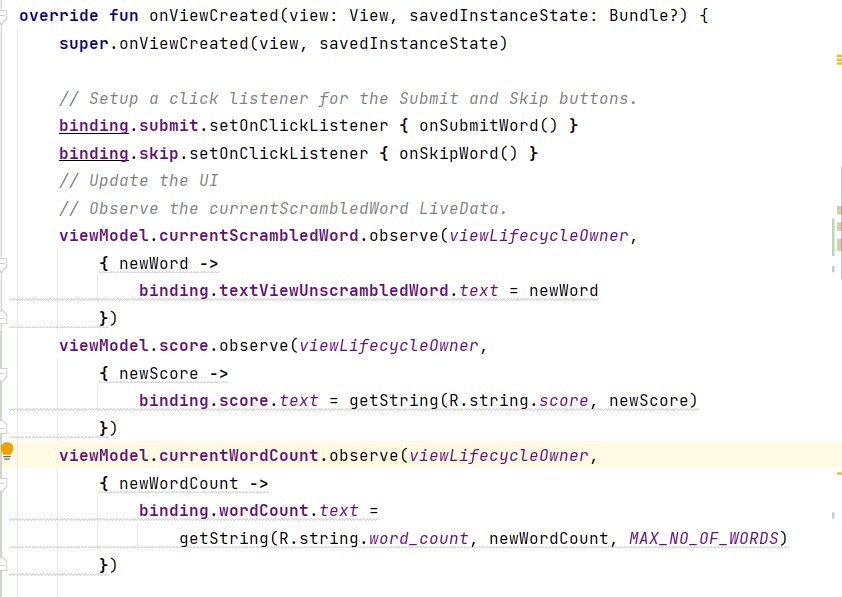 override fun onViewCreated(view: View, savedInstanceState: Bundle?) {
    super.onViewCreated(view, savedInstanceState)

    // Setup a click listener for the Submit and Skip buttons.
    binding.submit.setOnClickListener { onSubmitWord() }
    binding.skip.setOnClickListener { onSkipWord() }
    // Update the UI
    // Observe the currentScrambledWord LiveData.
    viewModel.currentScrambledWord.observe(viewLifecycleOwner,
        { newWord ->
            binding.textViewUnscrambledWord.text = newWord
        })
    viewModel.score.observe(viewLifecycleOwner,
        { newScore ->
            binding.score.text = getString(R.string.score, newScore)
        })
    viewModel.currentWordCount.observe(viewLifecycleOwner,
        { newWordCount ->
            binding.wordCount.text =
                getString(R.string.word_count, newWordCount, MAX_NO_OF_WORDS)
        })